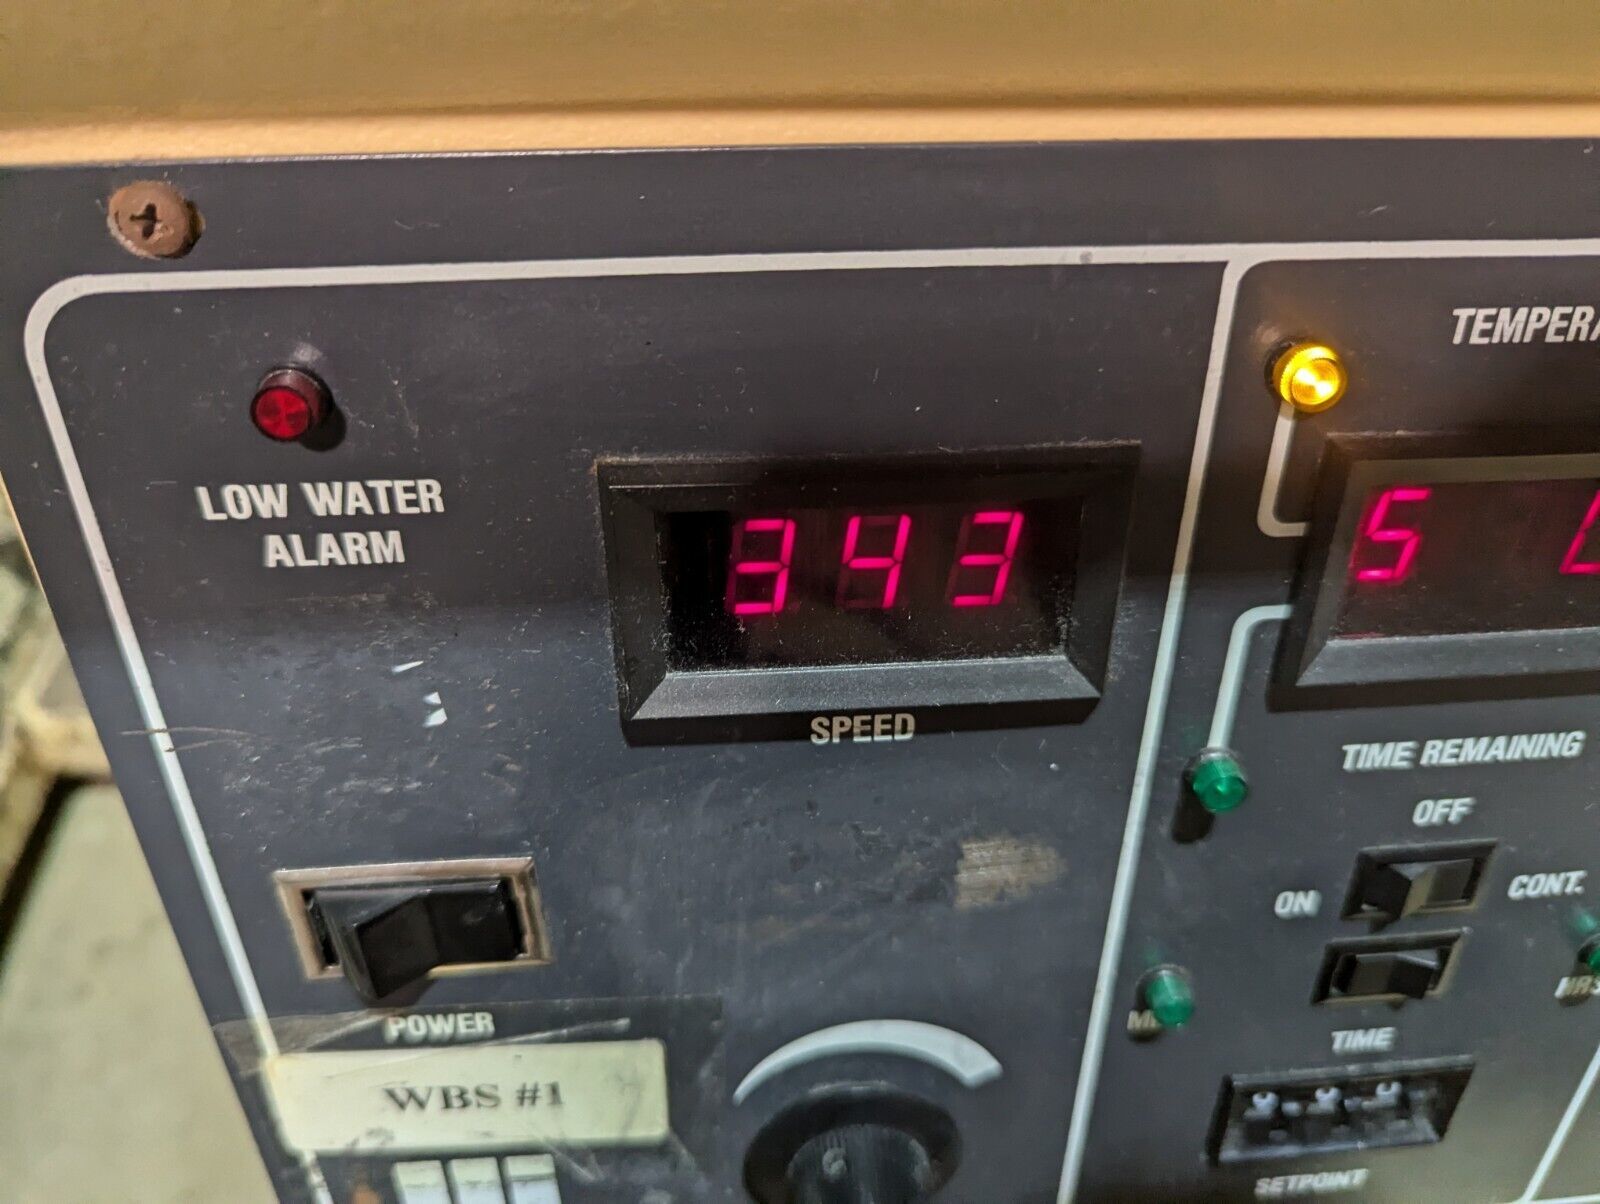 TEMPERA
LOW WATER
ALARM
343
5
SPEED
TIME REMAINING
OFF
ON
CONT.
POWER
TIME
WBS #1
SETPOINT